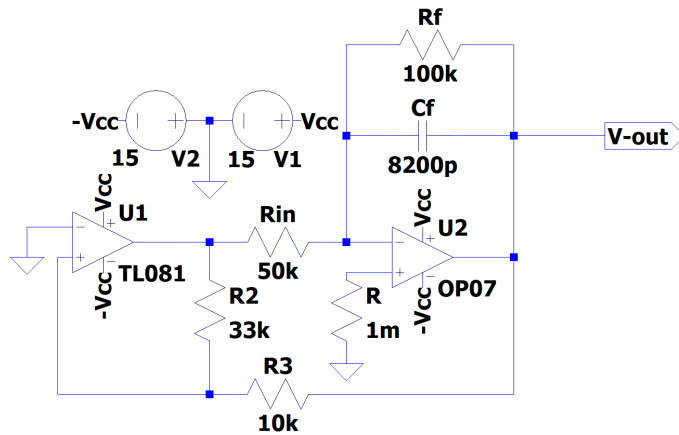 Rf
100k
Cf
8200p
V-out
-Vcc
Vcc
15
V2
15
V1
Vcc
U1
TL081
-Vcc
Rin
50k
Vcc
U2
OP07
-Vcc
R2
33k
R
1m
R3
10k